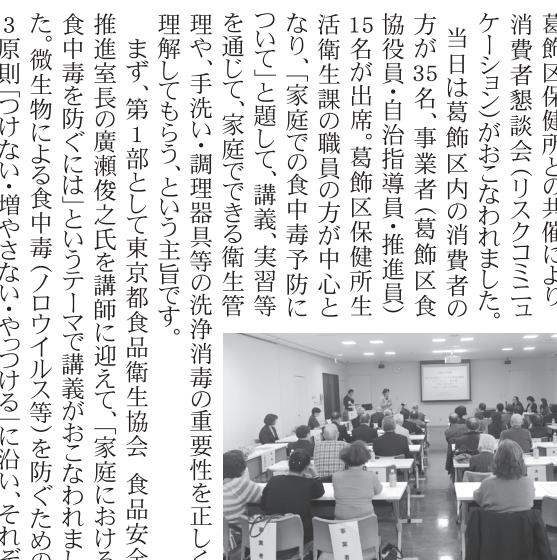 葛飾区保健所との共催により
消費者懇談会（リスクコミニュ
ケーション）がおこなわれました。
　当日は葛飾区内の消費者の
方が35名、事業者（葛飾区食
協役員・自治指導員・推進員）
15名が出席。葛飾区保健所生
活衛生課の職員の方が中心と
なり、「家庭での食中毒予防に
ついて」と題して、講義、実習等
を通じて、家庭でできる衛生管
理や、手洗い・調理器具等の洗浄消毒の重要性を正しく
理解してもらう、という主旨です。
　まず、第1部として東京都食品衛生協会　食品安全
推進室長の廣瀬俊之氏を講師に迎えて、「家庭における
食中毒を防ぐには」というテーマで講義がおこなわれまし
た。微生物による食中毒（ノロウイルス等）を防ぐための
3原則「つけない・増やさない・やっつける」に沿い、それぞ
事業者